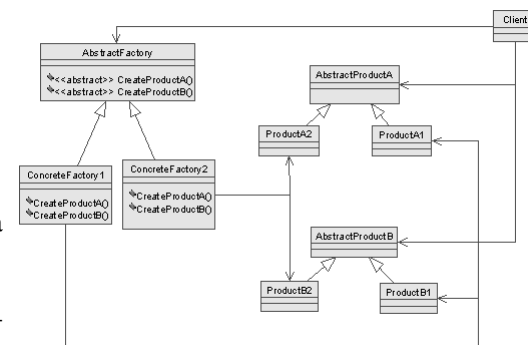 Client
AbstractFactory
<<abstract>> CreateProductA()
<<abstract>> CreateProductB()
AbstractProductA
ProductA2
ProductA1
ConcreteFactory1
CreateProductA()
CreateProductB()
ConcreteFactory2
CreateProductA()
CreateProductB()
AbstractProductB
ProductB2
ProductB1